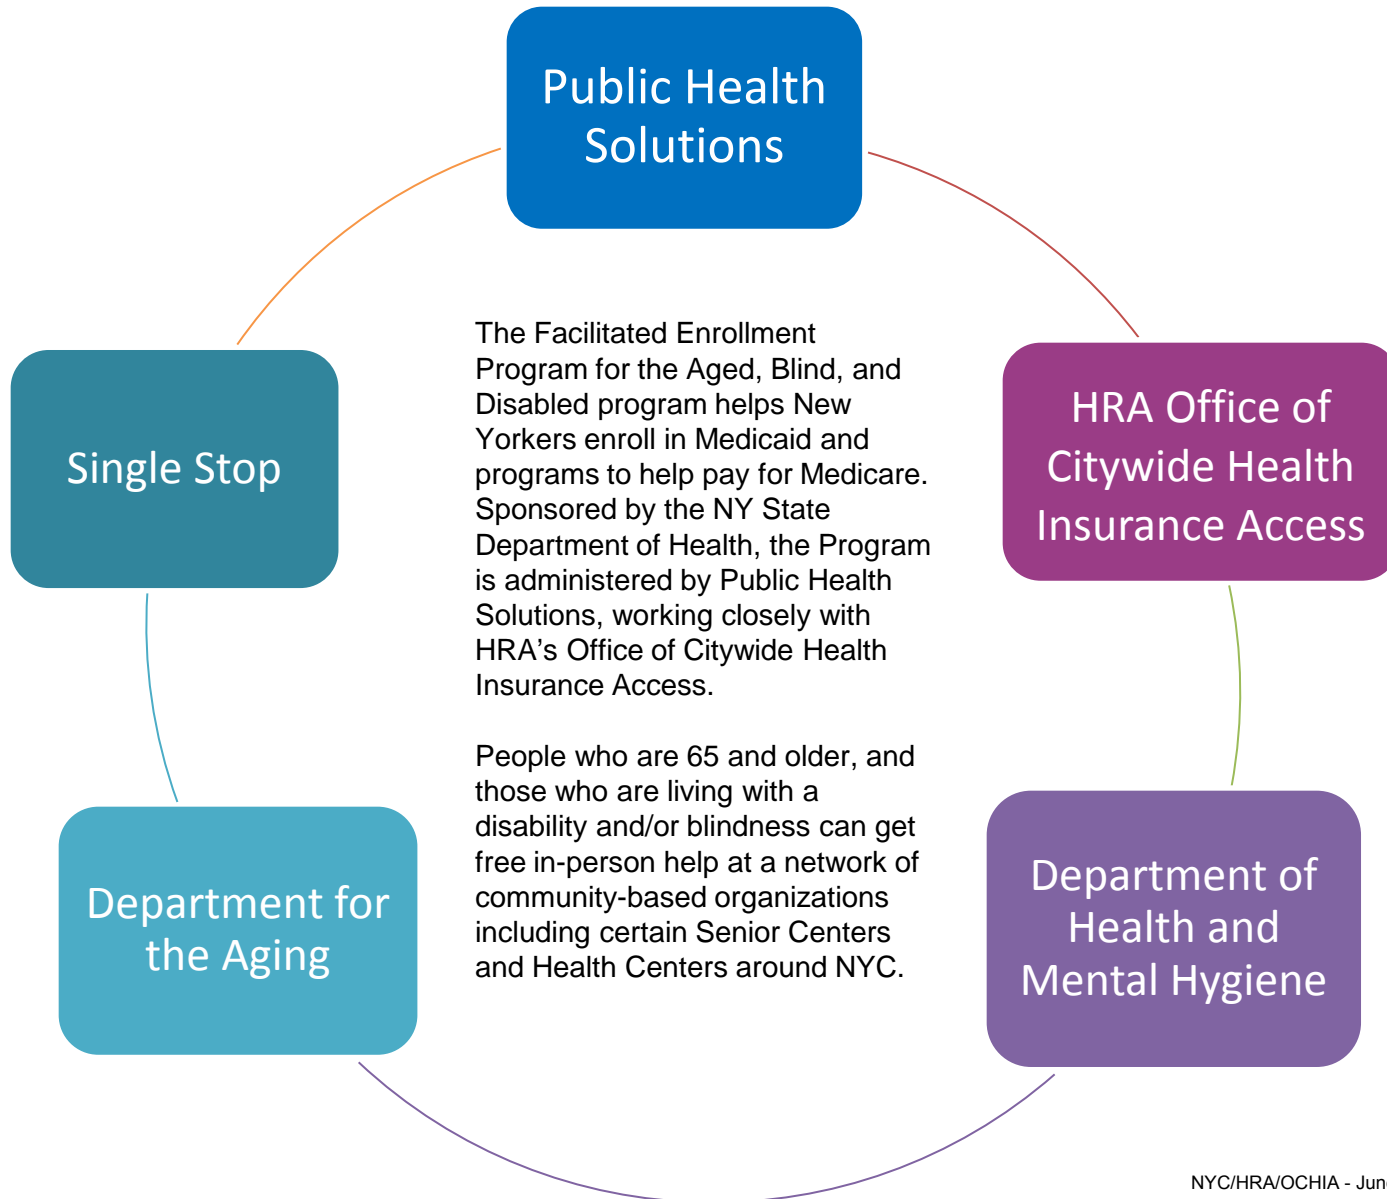 Public Health
Solutions
HRA Office of
Citywide Health
Insurance Access
Department of
Health and
Mental Hygiene
Department for
the Aging
Single Stop
The Facilitated Enrollment
Program for the Aged, Blind, and
Disabled program helps New
Yorkers enroll in Medicaid and
programs to help pay for Medicare.
Sponsored by the NY State
Department of Health, the Program
is administered by Public Health
Solutions, working closely with
HRA’s Office of Citywide Health
Insurance Access.
People who are 65 and older, and
those who are living with a
disability and/or blindness can get
free in-person help at a network of
community-based organizations
including certain Senior Centers
and Health Centers around NYC.
NYC/HRA/OCHIA -